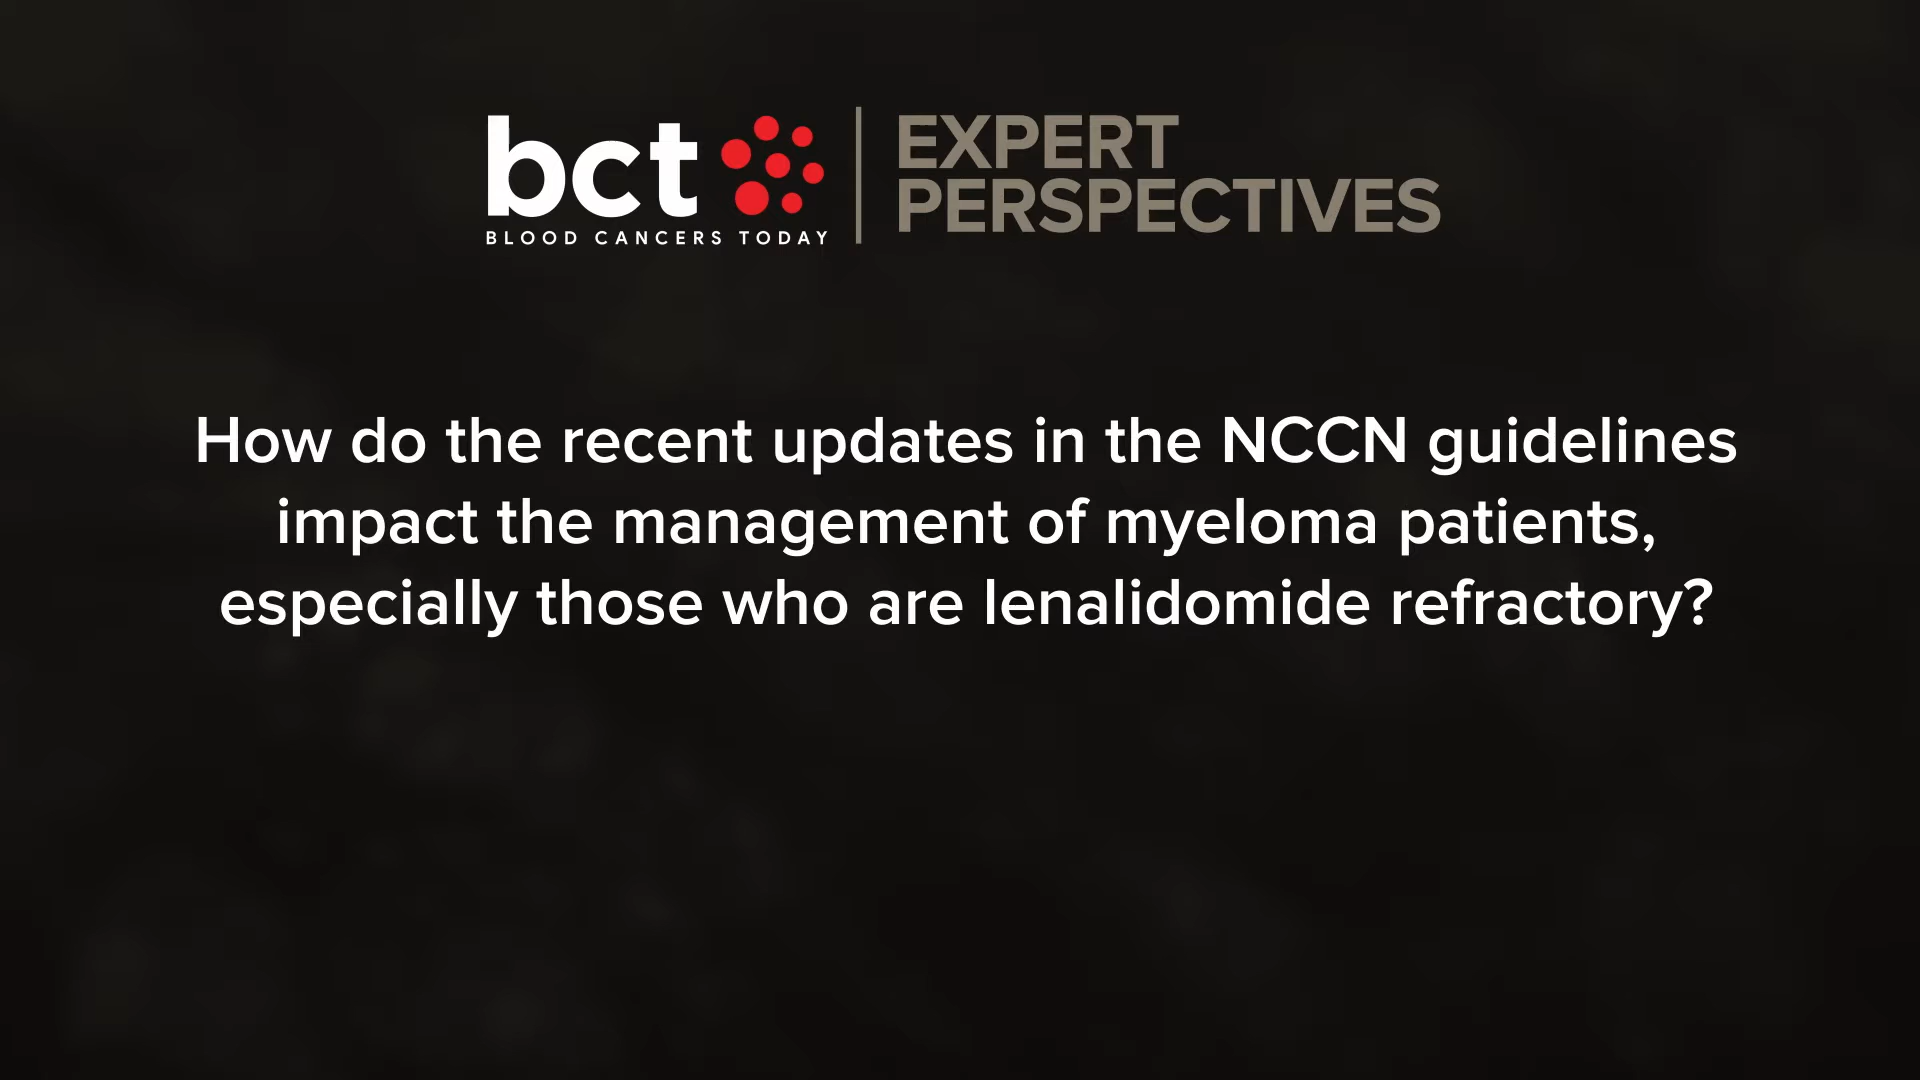 bct
BLOOD CANCERS TODAY
EXPERT
PERSPECTIVES
How do the recent updates in the NCCN guidelines
impact the management of myeloma patients,
especially those who are lenalidomide refractory?